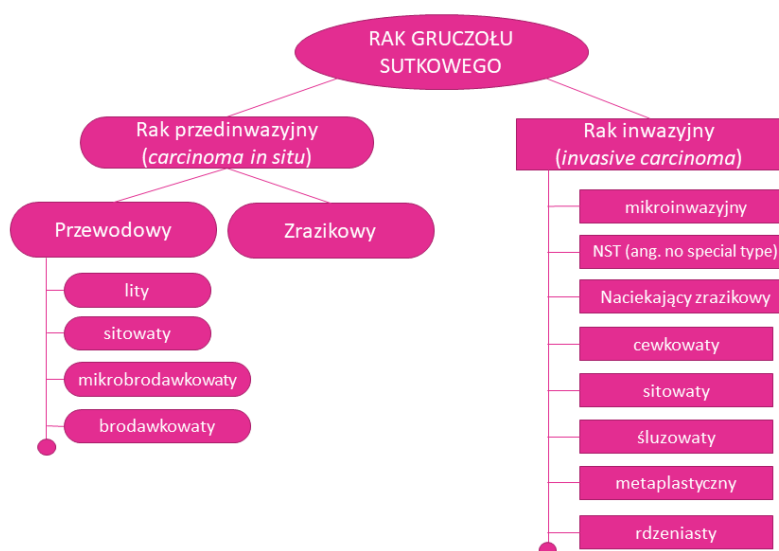 RAK GRUCZOŁU
SUTKOWEGO
Rak przedinwazyjny
(carcinoma in situ)
Rak inwazyjny
(invasive carcinoma)
Przewodowy
Zrazikowy
lity
sitowaty
mikrobrodawkowaty
brodawkowaty
mikroinwazyjny
NST (ang. no special type)
Naciekający zrazikowy
cewkowaty
sitowaty
śluzowaty
metaplastyczny
rdzeniasty